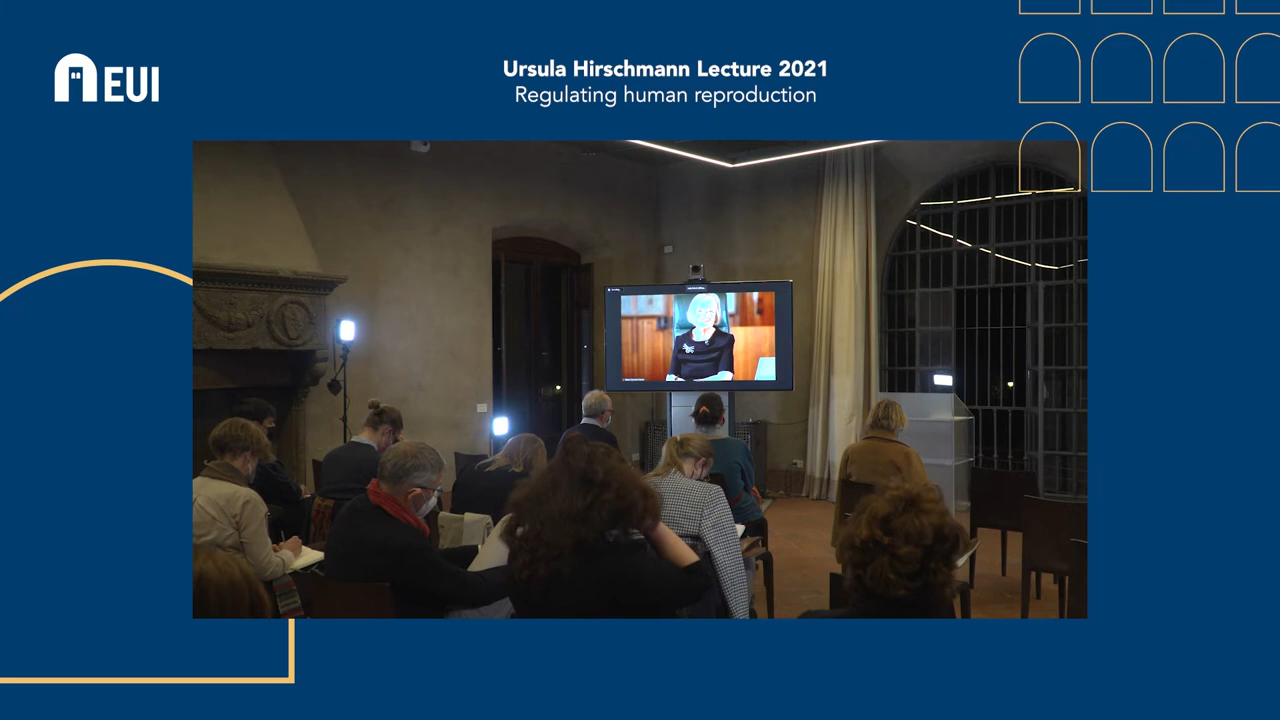 EUI
Ursula Hirschmann Lecture 2021
Regulating human reproduction